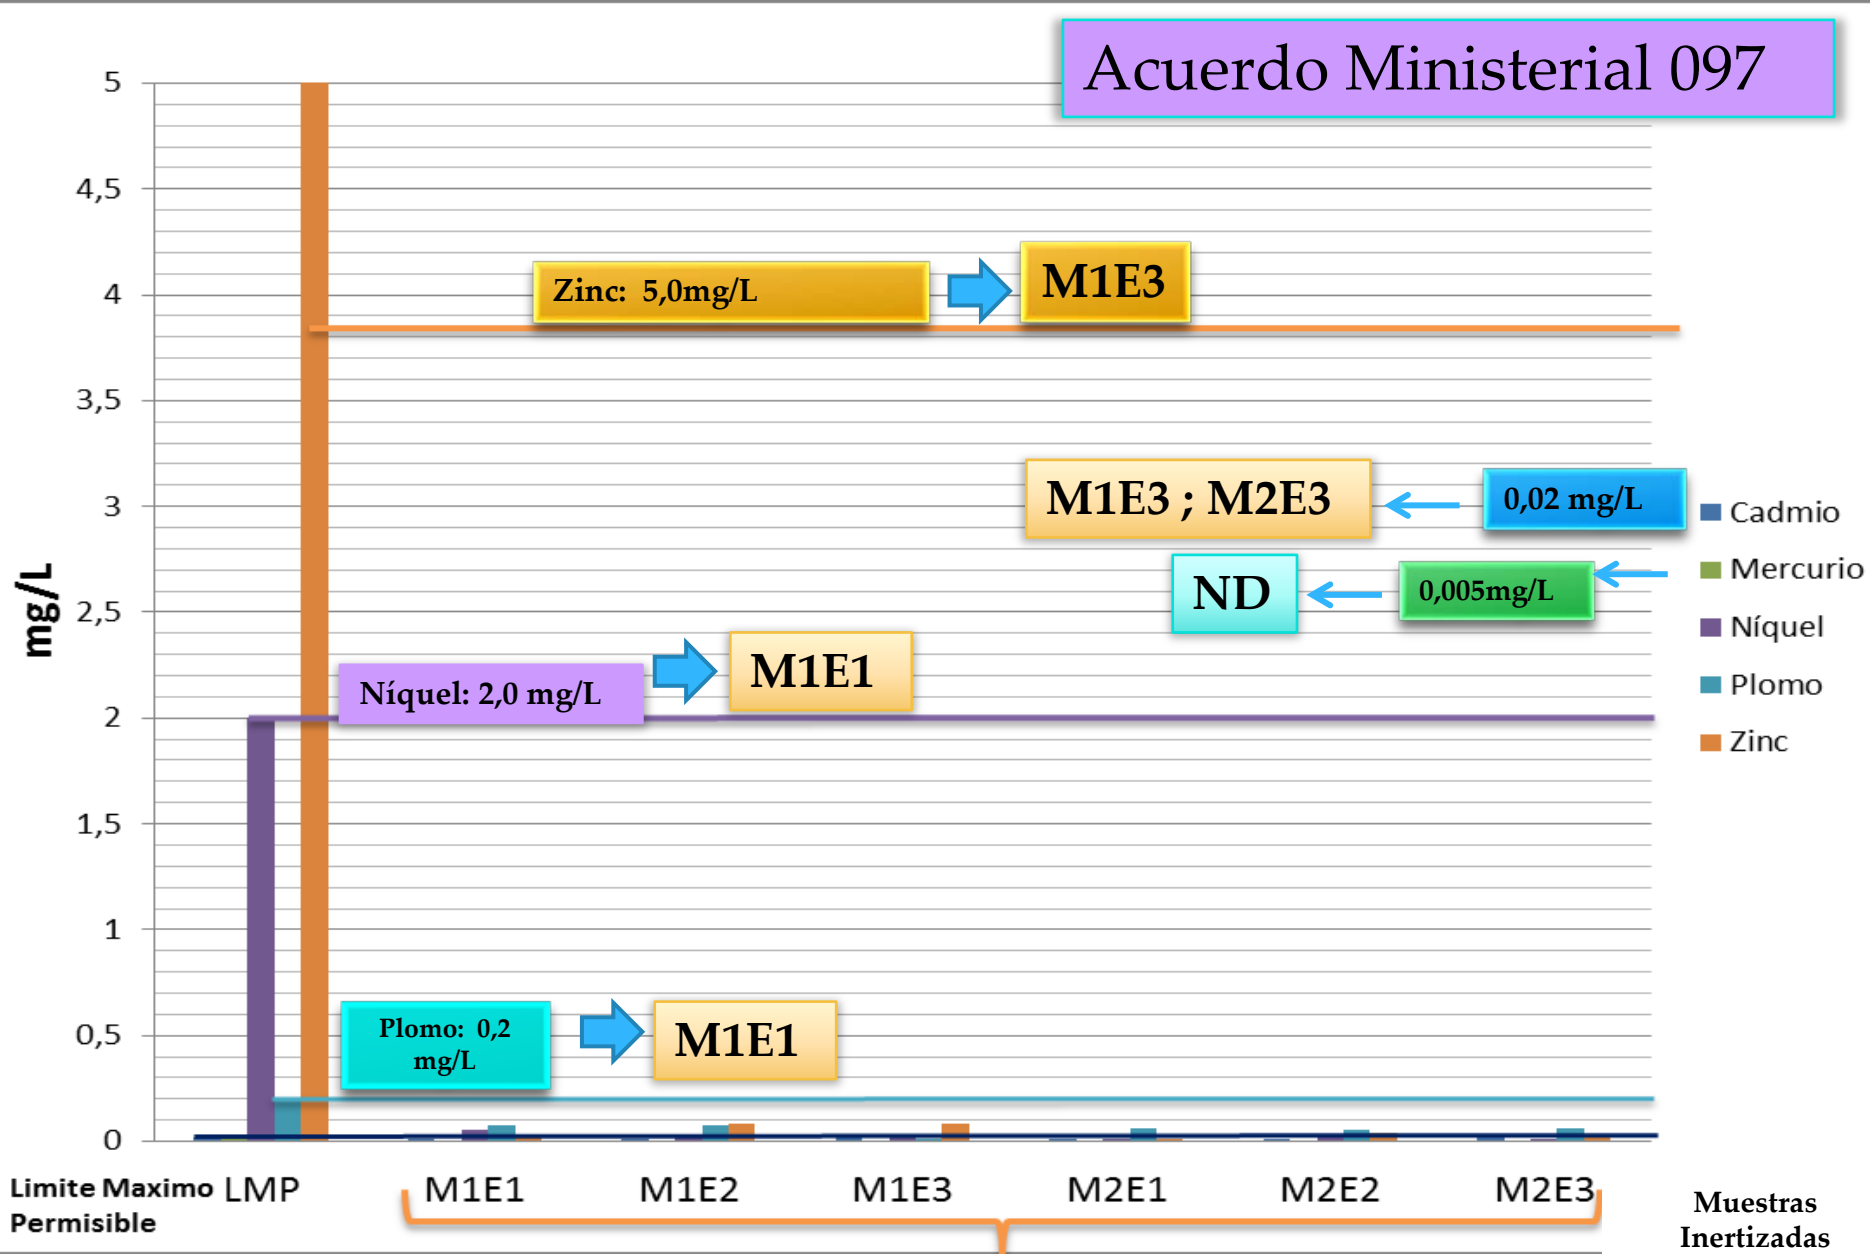 Acuerdo Ministerial 097
5
4,5
4
3,5
3
2,5
2
1,5
1
0,5
0
mg/L
Zinc: 5,0mg/L
M1E3
M1E3 ; M2E3
0,02 mg/L
ND
0,005mg/L
Níquel: 2,0 mg/L
M1E1
Plomo: 0,2
mg/L
M1E1
Cadmio
Mercurio
Níquel
Plomo
Zinc
Limite Maximo
Permisible
LMP
M1E1
M1E2
M1E3
M2E1
M2E2
M2E3
Muestras
Inertizadas